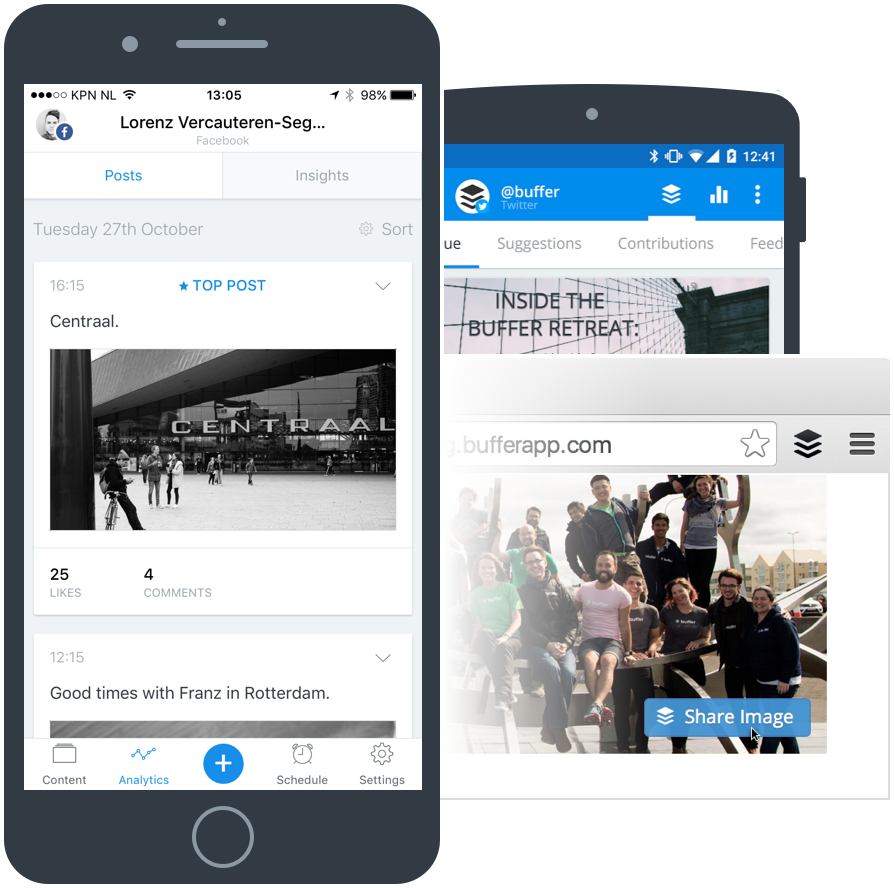 KPN NL
13:05
98%
Lorenz Vercauteren-Seg...
Facebook
Posts
Insights
Tuesday 27th October
Sort
16:15
TOP POST
Centraal.
CENTRAAL
25
LIKES
4
COMMENTS
12:15
Good times with Franz in Rotterdam.
Content
Analytics
Schedule
Settings
12:41
@buffer
Twitter
ue
Suggestions
Contributions
Feed
INSIDE THE
BUFFER RETREAT:
g.bufferapp.com
buffer
buffer
Share Image